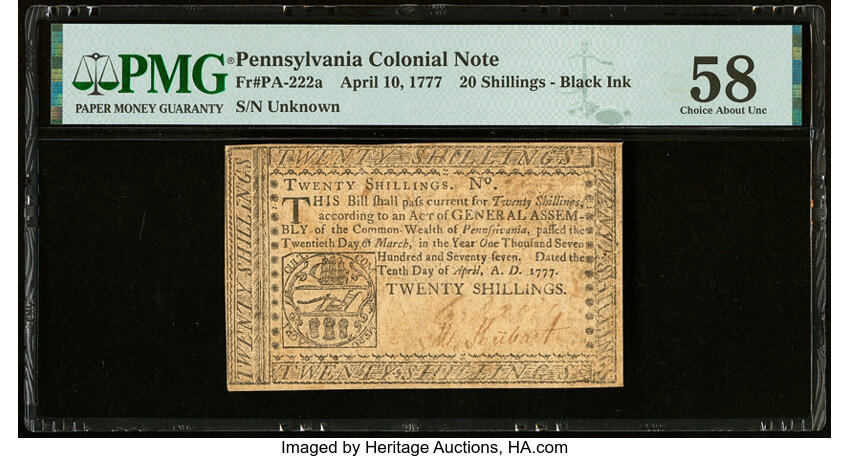 PMG®
PAPER MONEY GUARANTY
Pennsylvania Colonial Note
Fr#PA-222a April 10, 1777 20 Shillings - Black Ink
S/N Unknown
58
Choice About Unc
TWENTY SHILLINGS
TWENTY SHILLINGS
TWENTY SHILLINGS
TWENTY SHILLINGS. No.
THIS Bill ſhall paſs current for Twenty Shillings,
according to an Act of GENERAL ASSEM-
BLY of the Common-Wealth of Pennſylvania, paſſed the
Twentieth Day of March, in the Year One Thouſand Seven
Hundred and Seventy ſeven. Dated the
Tenth Day of April, A. D. 1777.
TWENTY SHILLINGS.
TWENTY SHILLINGS
Imaged by Heritage Auctions, HA.com